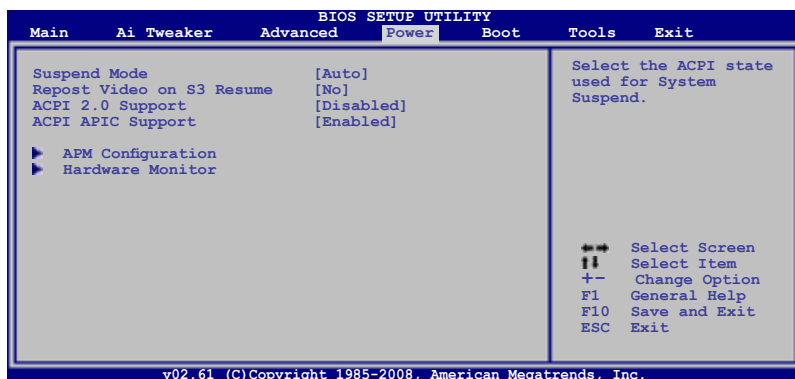 BIOS SETUP UTILITY
Main Ai Tweaker Advanced Power Boot Tools Exit
Suspend Mode [Auto]
Repost Video on S3 Resume [No]
ACPI 2.0 Support [Disabled]
ACPI APIC Support [Enabled]
APM Configuration
Hardware Monitor
Select the ACPI state
used for System
Suspend.
Select Screen
Select Item
+- Change Option
F1 General Help
F10 Save and Exit
ESC Exit
v02.61 (C)Copyright 1985-2008, American Megatrends, Inc.